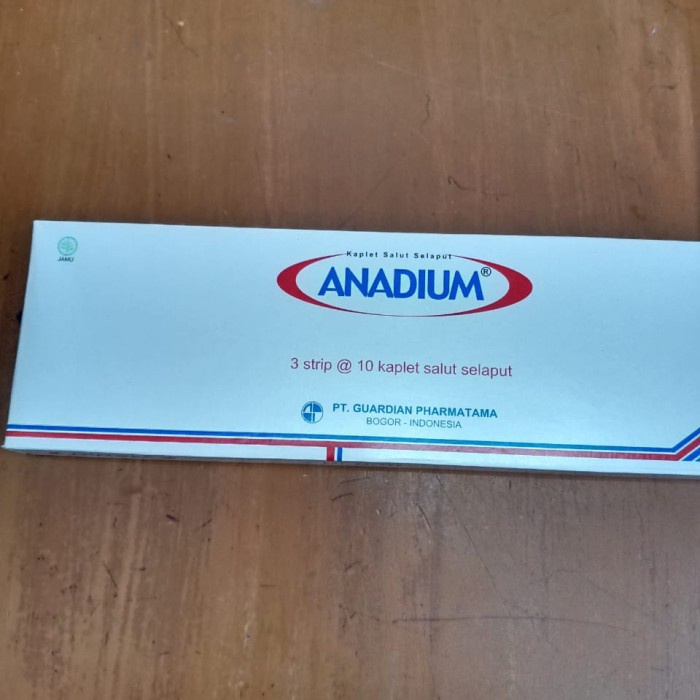 JAMU
Kaplet Salut Selaput
ANADIUM®
3 strip @ 10 kaplet salut selaput
PT. GUARDIAN PHARMATAMA
BOGOR - INDONESIA